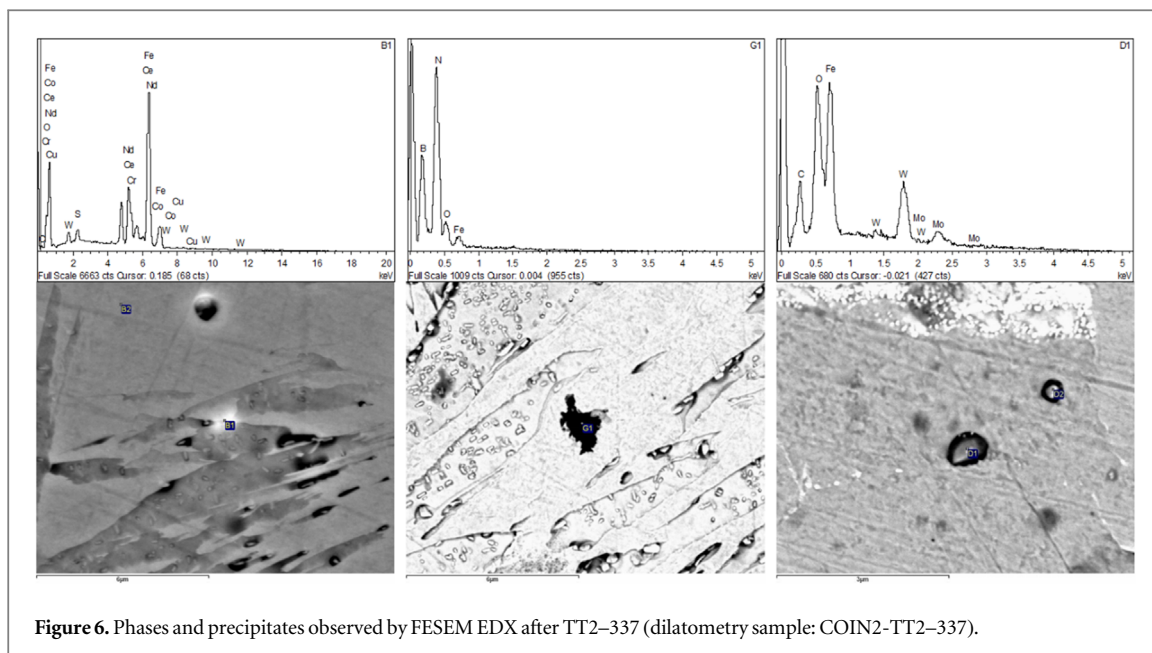 B1
Fe
Co
Ce
Nd
O
Cr
Cu
C
W
S
Nd
Ce
Cr
Fe
Ce
Nd
Fe
Co
W
Cu
Co
W
Cu
W
W
0 2 4 6 8 10 12 14 16 18 20
Full Scale 6663 cts Cursor: 0.185 (68 cts) keV
G1
B
N
O
Fe
0 0.5 1 1.5 2 2.5 3 3.5 4 4.5 5
Full Scale 1009 cts Cursor: 0.004 (955 cts) keV
D1
C
O
Fe
W
W
Mo
W
Mo
Mo
0 0.5 1 1.5 2 2.5 3 3.5 4 4.5 5
Full Scale 680 cts Cursor: -0.021 (427 cts) keV
B2
B1
6µm
G1
6µm
D2
D1
3µm
Figure 6. Phases and precipitates observed by FESEM EDX after TT2–337 (dilatometry sample: COIN2-TT2–337).